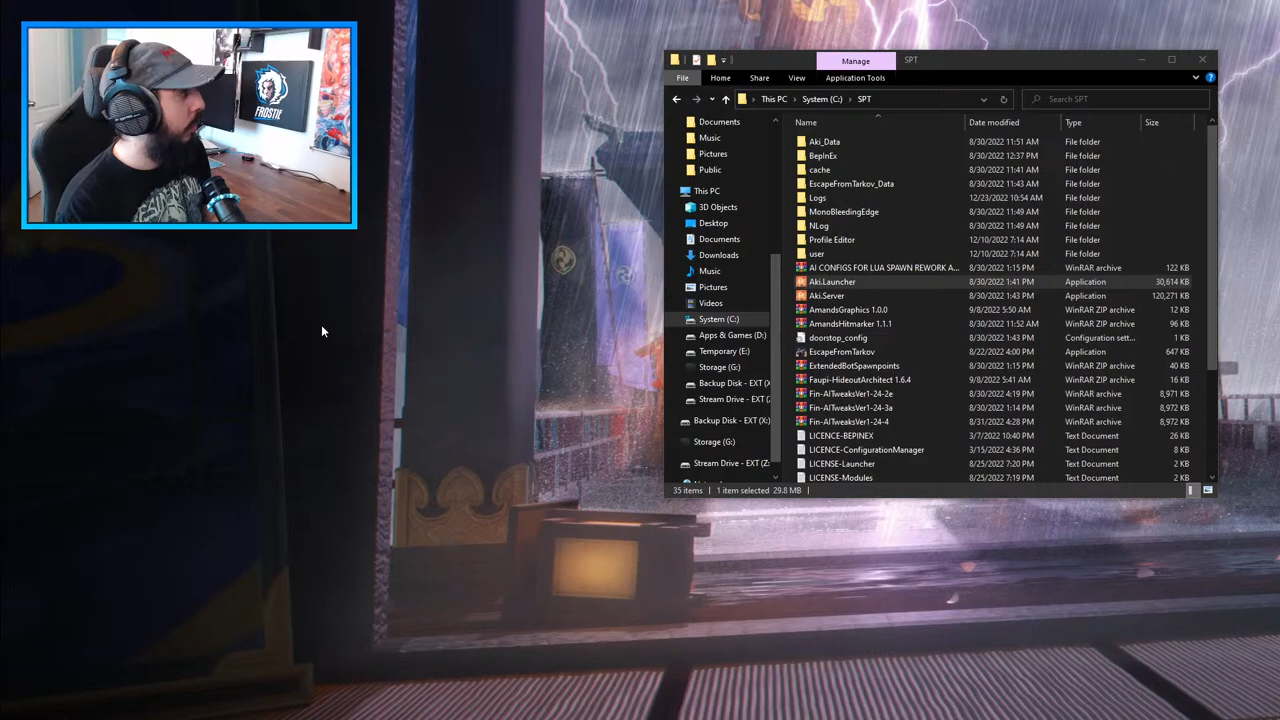 FROSTIE
Manage
SPT
File
Home
Share
View
Application Tools
This PC
System (C:)
SPT
Search SPT
Documents
Music
Pictures
Public
This PC
3D Objects
Desktop
Documents
Downloads
Music
Pictures
Videos
System (C:)
Apps & Games (D:)
Temporary (E:)
Storage (G:)
Backup Disk - EXT (X
Stream Drive - EXT (Z
Backup Disk - EXT (X:)
Storage (G:)
Stream Drive - EXT (Z:
Name Date modified Type Size
Aki_Data 8/30/2022 11:51 AM File folder
BepInEx 8/30/2022 12:37 PM File folder
cache 8/30/2022 11:41 AM File folder
EscapeFromTarkov_Data 8/30/2022 11:43 AM File folder
Logs 12/23/2022 10:54 AM File folder
MonoBleedingEdge 8/30/2022 11:49 AM File folder
NLog 8/30/2022 11:49 AM File folder
Profile Editor 12/10/2022 7:14 AM File folder
user 12/10/2022 7:14 AM File folder
AI CONFIGS FOR LUA SPAWN REWORK A... 8/30/2022 1:15 PM WinRAR archive 122 KB
Aki.Launcher 8/30/2022 1:41 PM Application 30,614 KB
Aki.Server 8/30/2022 1:43 PM Application 120,271 KB
AmandsGraphics 1.0.0 9/8/2022 5:50 AM WinRAR ZIP archive 12 KB
AmandsHitmarker 1.1.1 8/30/2022 11:52 AM WinRAR ZIP archive 96 KB
doorstop_config 8/30/2022 1:43 PM Configuration sett... 1 KB
EscapeFromTarkov 8/22/2022 4:00 PM Application 647 KB
ExtendedBotSpawnpoints 8/30/2022 1:15 PM WinRAR ZIP archive 40 KB
Faupi-HideoutArchitect 1.6.4 9/8/2022 5:41 AM WinRAR ZIP archive 16 KB
Fin-AITweaksVer1-24-2e 8/30/2022 4:19 PM WinRAR ZIP archive 8,971 KB
Fin-AITweaksVer1-24-3a 8/30/2022 1:14 PM WinRAR ZIP archive 8,972 KB
Fin-AITweaksVer1-24-4 8/31/2022 4:28 PM WinRAR ZIP archive 8,972 KB
LICENCE-BEPINEX 3/7/2022 10:40 PM Text Document 26 KB
LICENCE-ConfigurationManager 3/15/2022 4:36 PM Text Document 8 KB
LICENSE-Launcher 8/25/2022 7:20 PM Text Document 2 KB
LICENSE-Modules 8/25/2022 7:19 PM Text Document 2 KB
35 items 1 item selected 29.8 MB